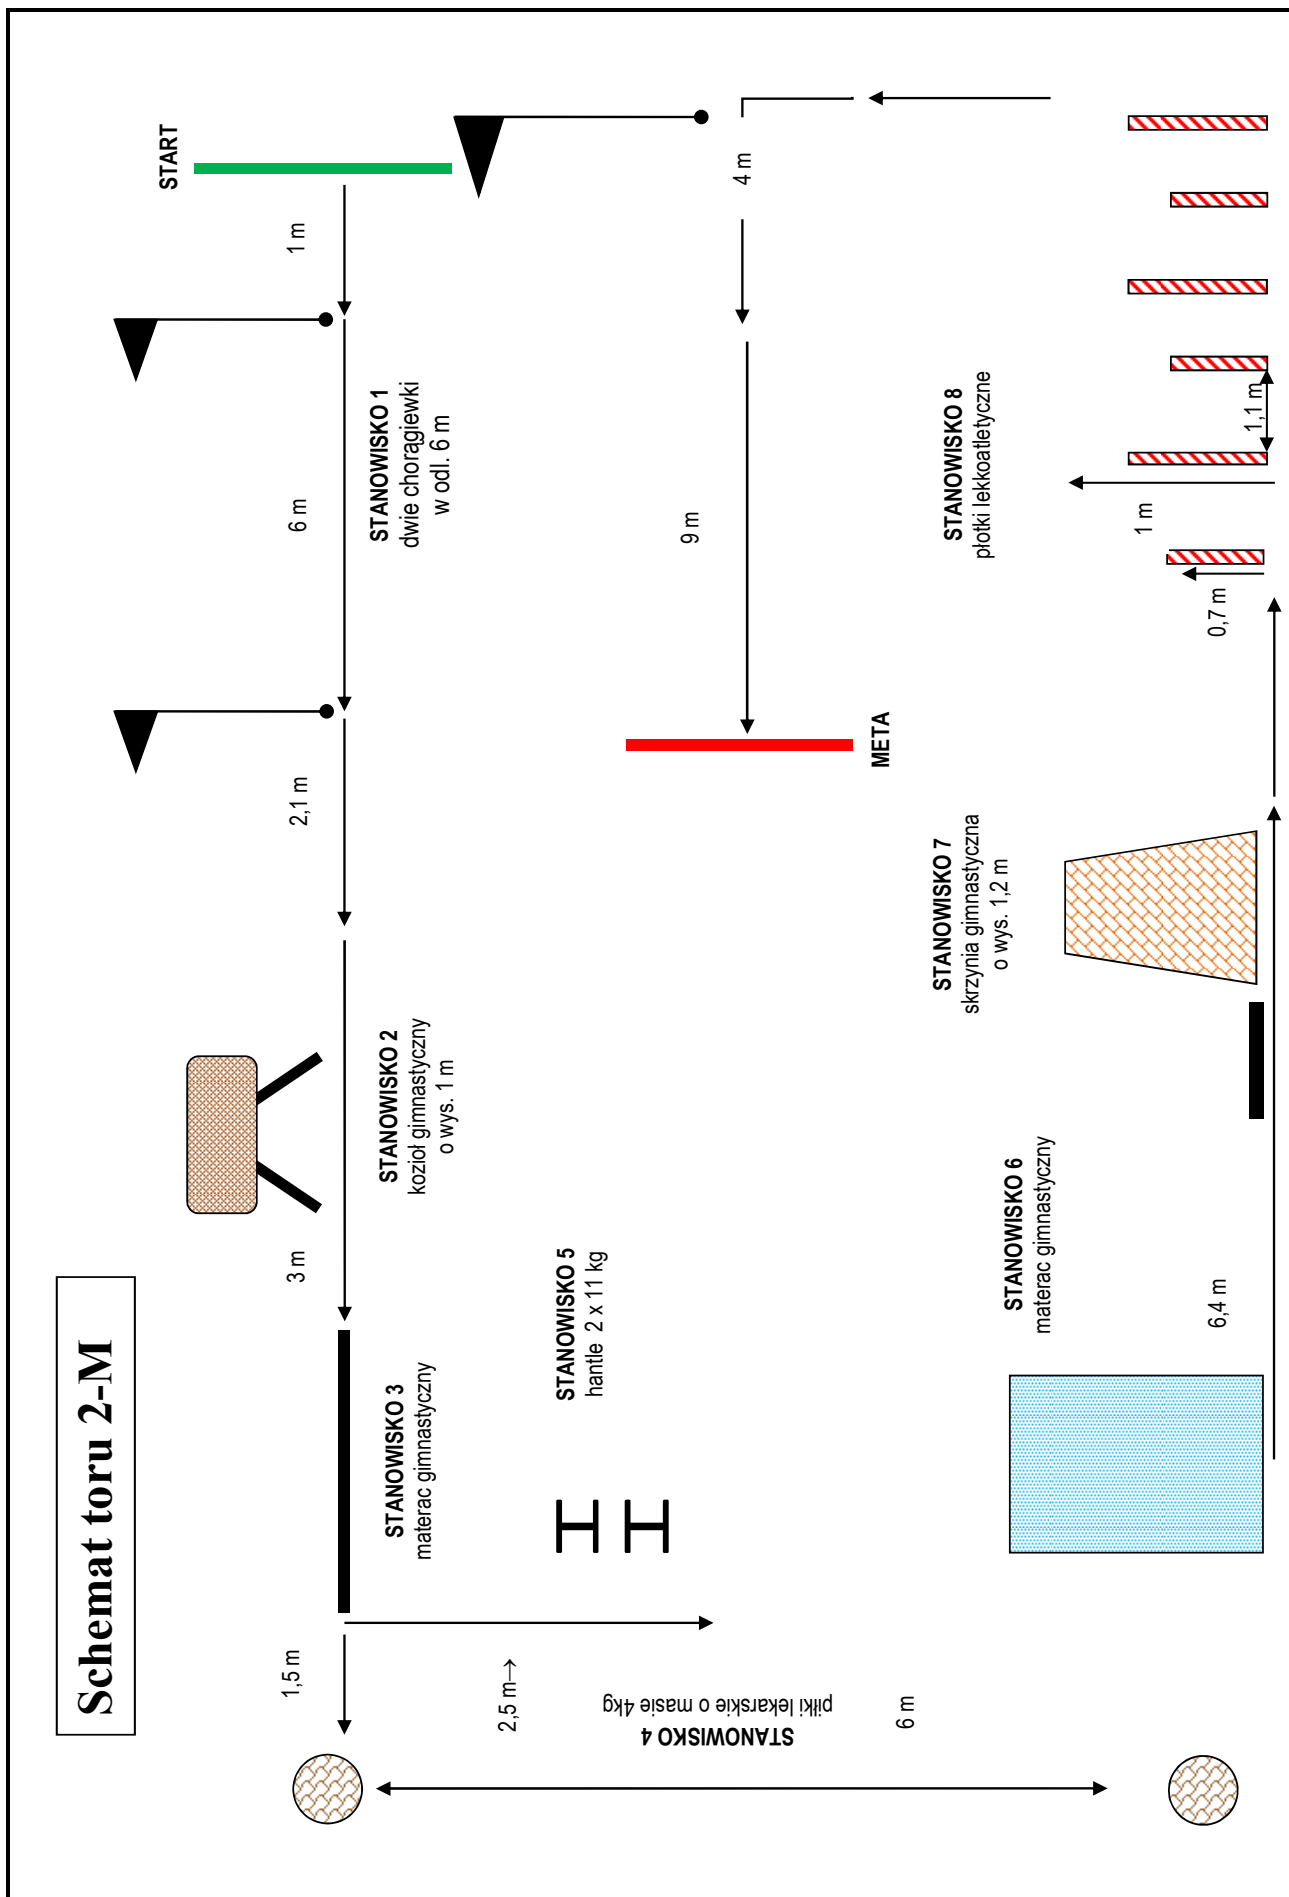 Schemat toru 2-M
START
1 m
6 m
STANOWISKO 1
dwie chorągiewki
w odl. 6 m
2,1 m
STANOWISKO 2
kozioł gimnastyczny
o wys. 1 m
3 m
STANOWISKO 3
materac gimnastyczny
1,5 m
2,5 m→
STANOWISKO 4
piłki lekarskie o masie 4kg
6 m
STANOWISKO 5
hantle 2 x 11 kg
STANOWISKO 6
materac gimnastyczny
6,4 m
STANOWISKO 7
skrzynia gimnastyczna
o wys. 1,2 m
STANOWISKO 8
płotki lekkoatletyczne
0,7 m
1 m
1,1 m
4 m
9 m
META